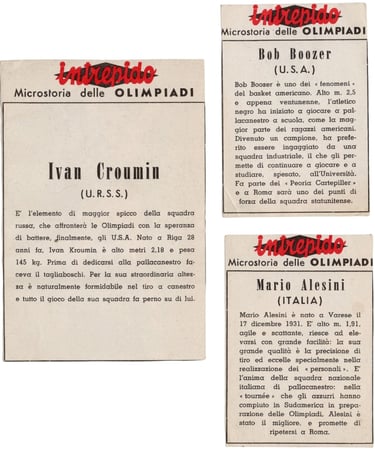 intrepido
Microstoria delle OLIMPIADI
Ivan Croumin
(U.R.S.S.)
E' l'elemento di maggior spicco della squadra
russa, che affronterà le Olimpiadi con la speranza
di battere, finalmente, gli U.S.A. Nato a Riga 28
anni fa, Ivan Kroumin è alto metri 2,18 e pesa
145 kg. Prima di dedicarsi alla pallacanestro fa-
ceva il tagliaboschi. Per la sua straordinaria altez-
za è naturalmente formidabile nel tiro a canestro
e tutto il gioco della sua squadra fa perno su di lui.
intrepido
Microstoria delle OLIMPIADI
Bob Boozer
(U.S.A.)
Bob Boozer è uno dei « fenomeni »
del basket americano. Alto m. 2,5
e appena ventunenne, l'atletico
negro ha iniziato a giocare a pal-
lacanestro a scuola, come la mag-
gior parte dei ragazzi americani.
Divenuto un campione, ha prefe-
rito essere ingaggiato da una
squadra industriale, il che gli per-
mette di continuare a giocare e a
studiare, spesato, all'Università.
Fa parte dei « Peoria Cartepiller »
e a Roma sarà uno dei punti di
forza della squadra statunitense.
intrepido
Microstoria delle OLIMPIADI
Mario Alesini
(ITALIA)
Mario Alesini è nato a Varese il
17 dicembre 1931. E' alto m. 1,91,
agile e scattante, riesce ad ele-
varsi con grande facilità: la sua
grande qualità è la precisione di
tiro ed eccelle specialmente nella
realizzazione dei « personali ». E'
l'anima della squadra nazionale
italiana di pallacanestro: nella
« tournée » che gli azzurri hanno
compiuto in Sudamerica in prepa-
razione delle Olimpiadi, Alesini è
stato il migliore, e promette di
ripetersi a Roma.